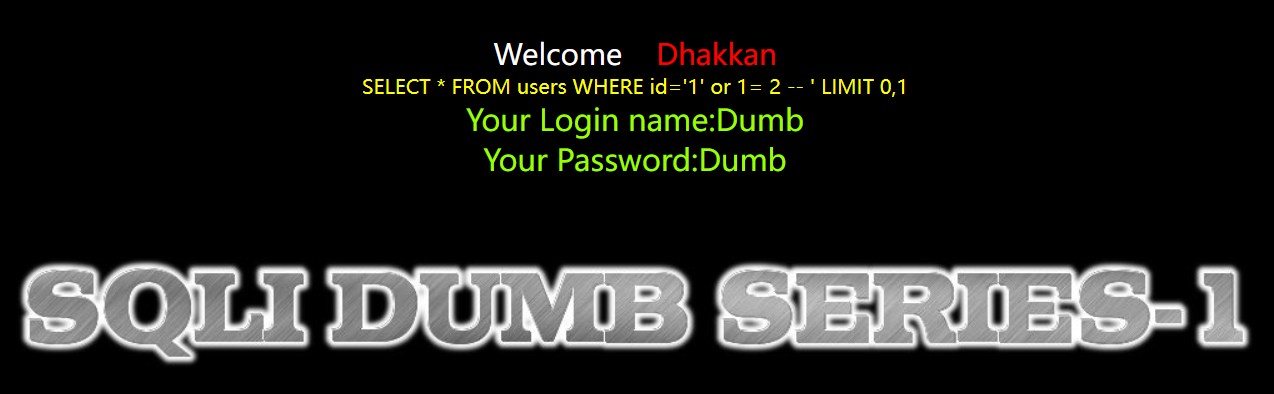 Welcome Dhakkan
SELECT * FROM users WHERE id='1' or 1= 2 -- ' LIMIT 0,1
Your Login name:Dumb
Your Password:Dumb
SQLI DUMB SERIES-1